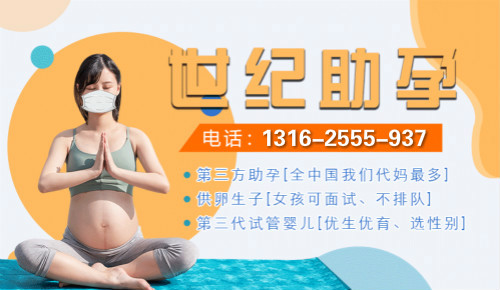 世纪助孕
电话：1316-2555-937
第三方助孕[全中国我们代妈最多]
供卵生子[女孩可面试、不排队]
第三代试管婴儿[优生优育、选性别]